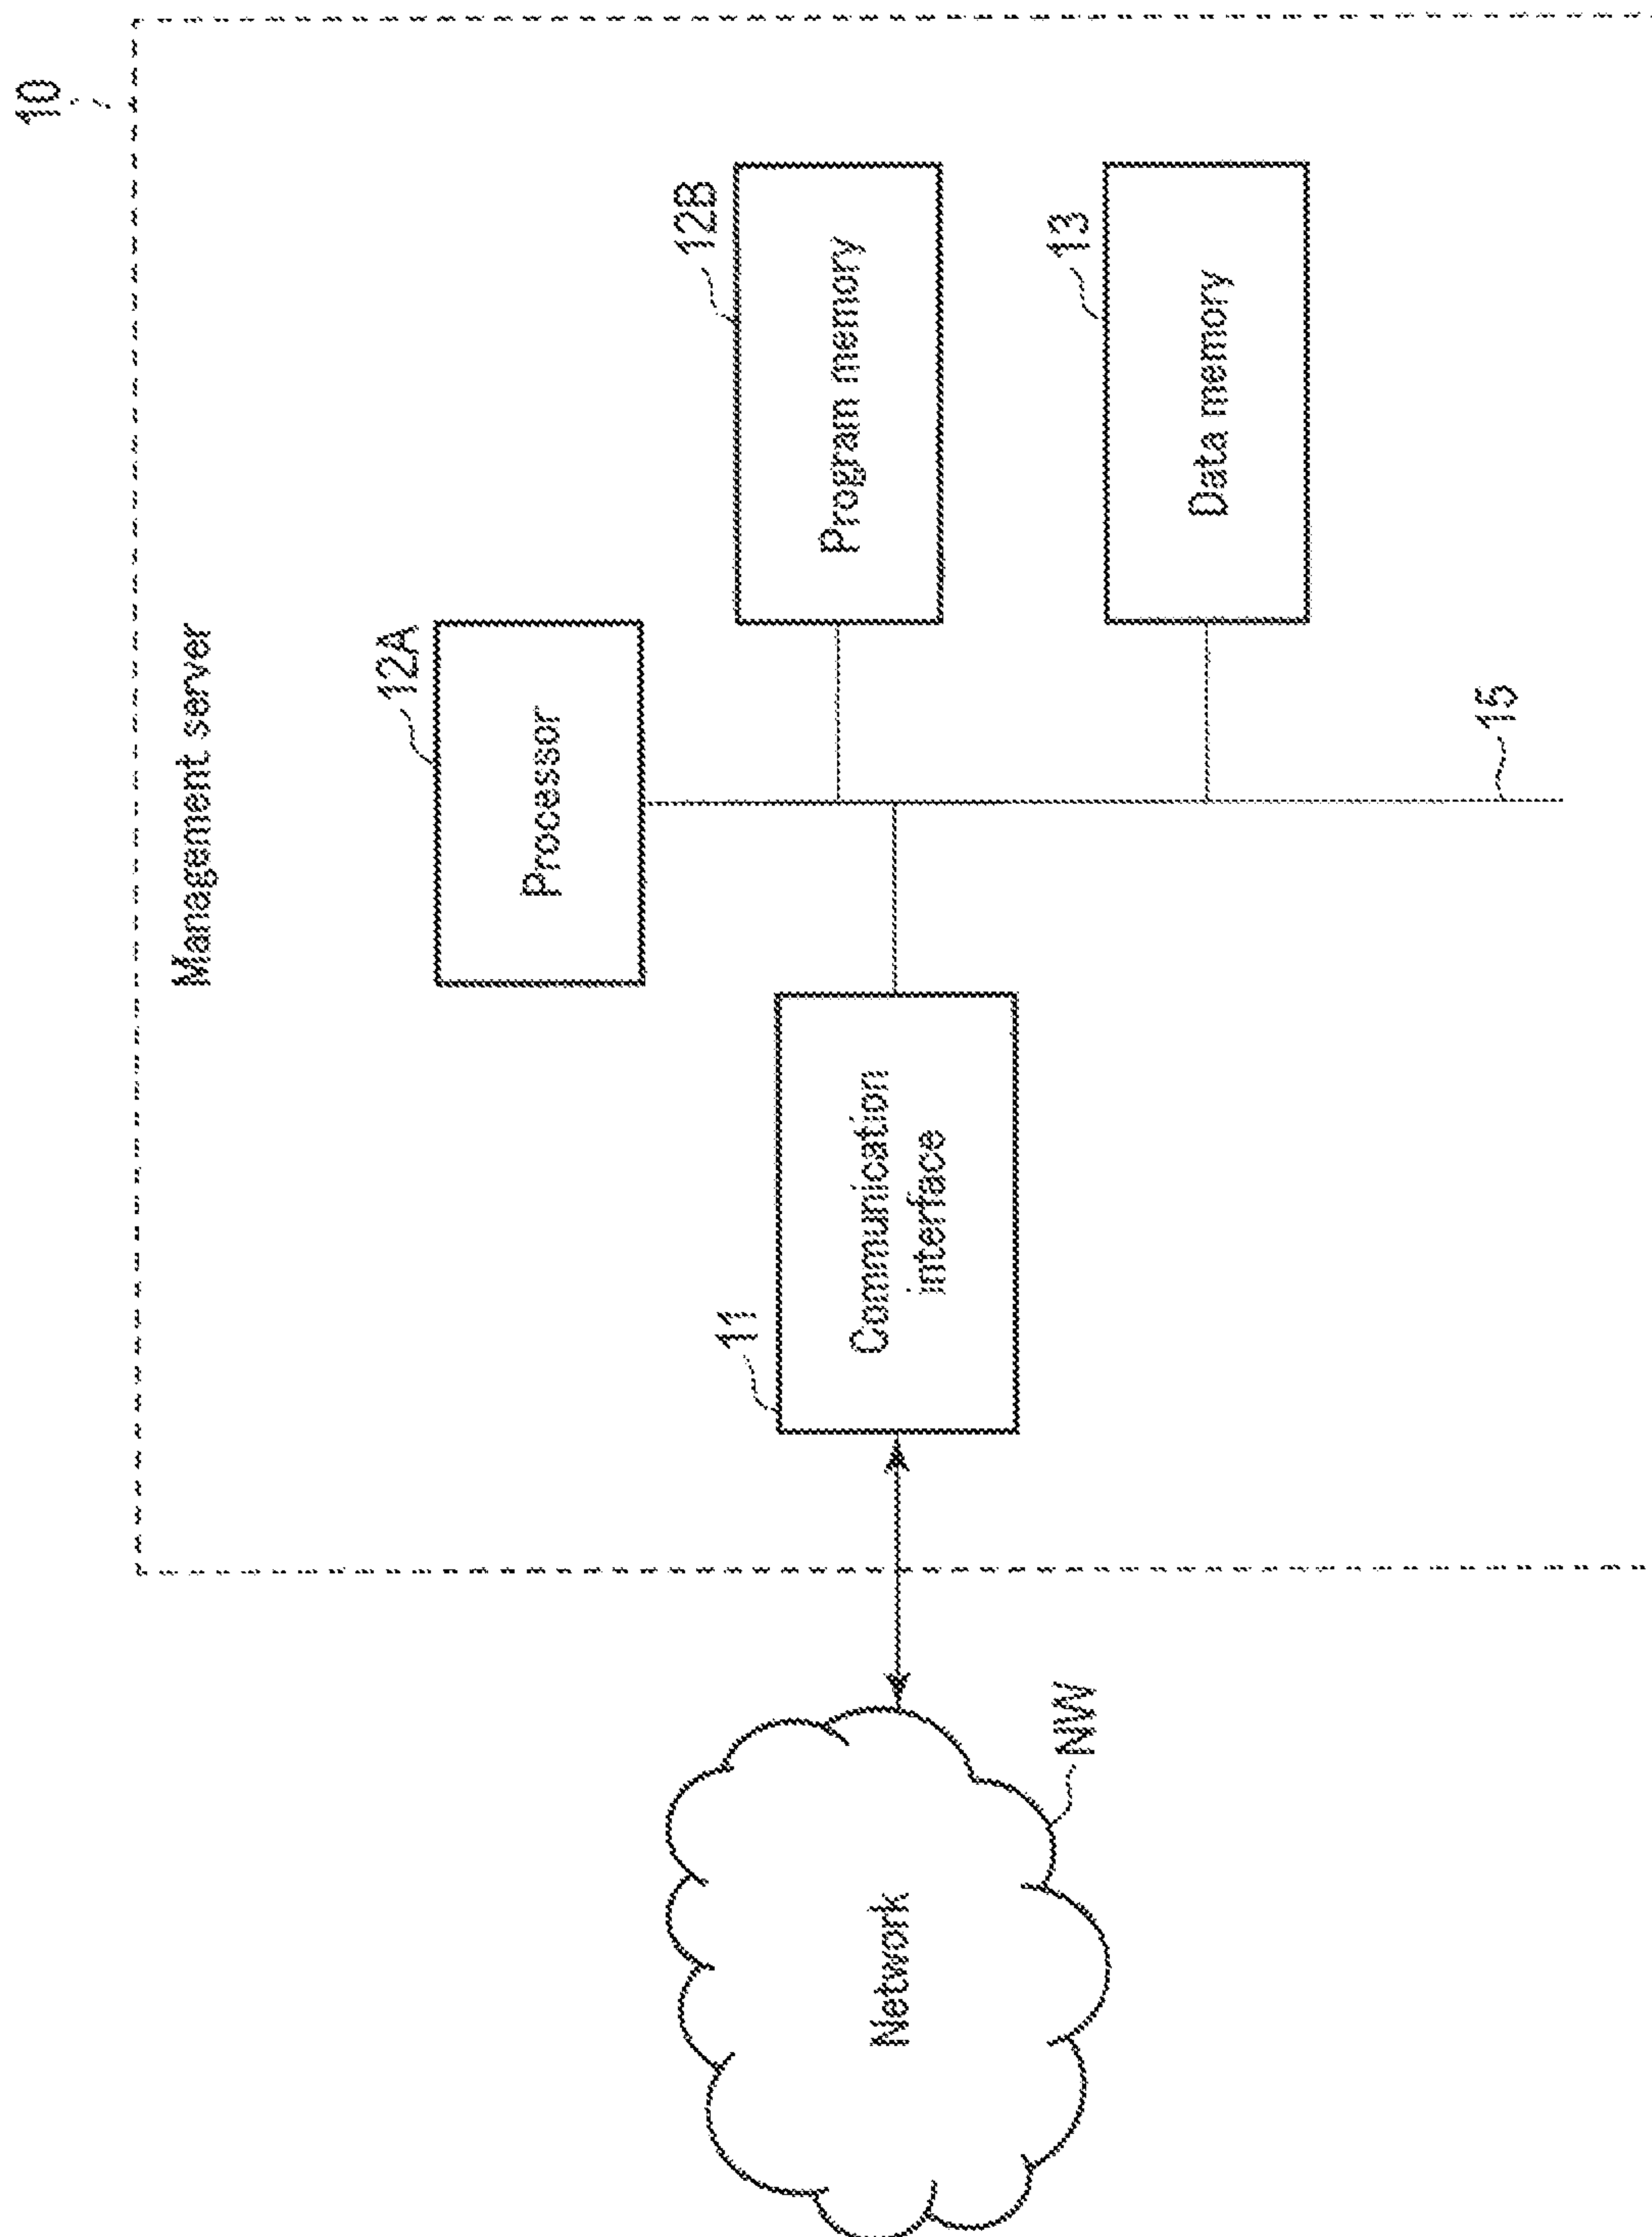 10
Management server
12A
Processor
12B
Program memory
11
Communication
interface
13
Data memory
15
Network
NW